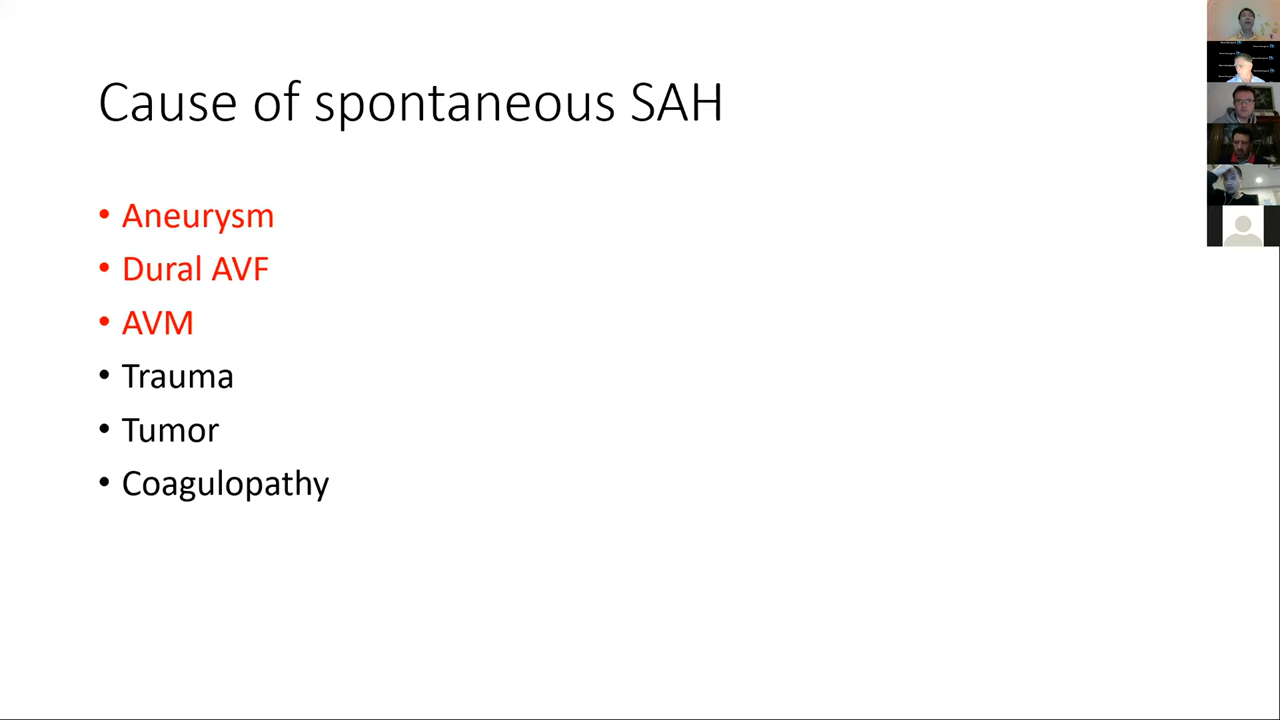 Cause of spontaneous SAH
• Aneurysm
• Dural AVF
• AVM
• Trauma
• Tumor
• Coagulopathy